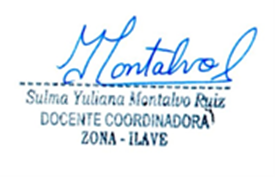 Montalvo
Sulma Yuliana Montalvo Ruiz
DOCENTE COORDINADORA
ZONA - ILAVE